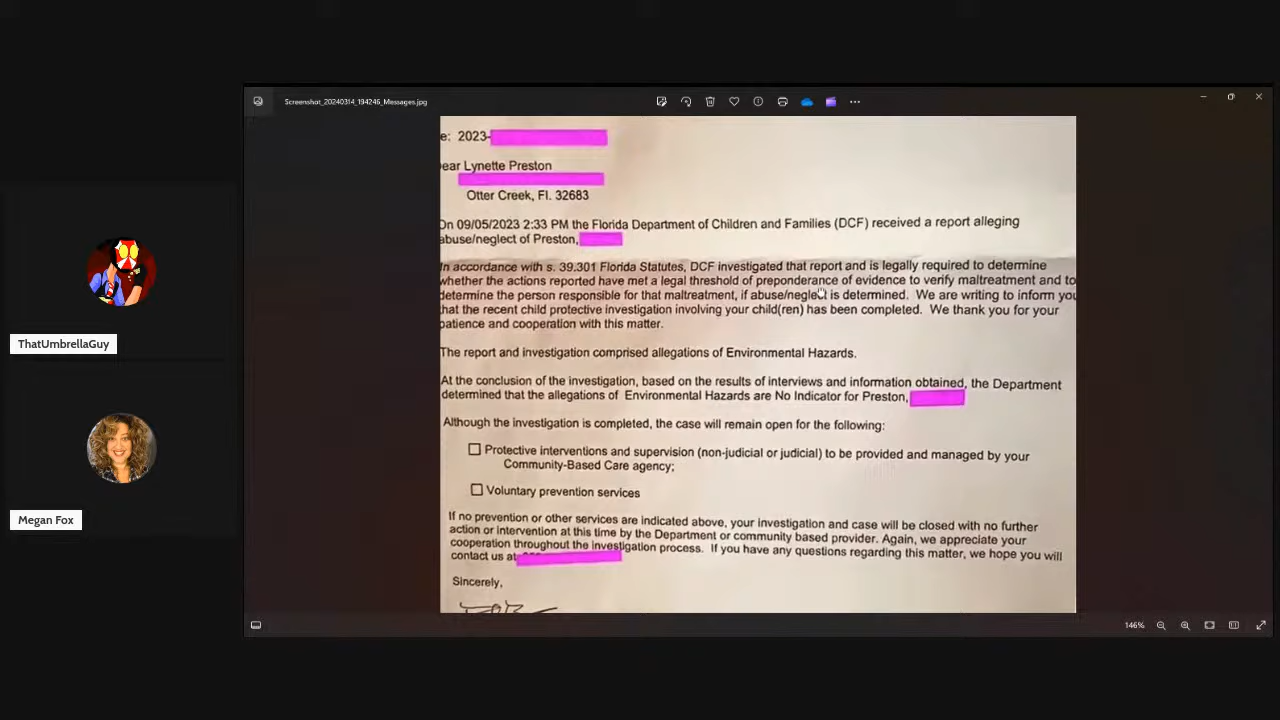 Screenshot_20240314_194246_Messages.jpg
e: 2023-
ear Lynette Preston
Otter Creek, Fl. 32683
On 09/05/2023 2:33 PM the Florida Department of Children and Families (DCF) received a report alleging
abuse/neglect of Preston,
In accordance with s. 39.301 Florida Statutes, DCF investigated that report and is legally required to determine
whether the actions reported have met a legal threshold of preponderance of evidence to verify maltreatment and to
determine the person responsible for that maltreatment, if abuse/neglect is determined. We are writing to inform you
that the recent child protective investigation involving your child(ren) has been completed. We thank you for your
patience and cooperation with this matter.
The report and investigation comprised allegations of Environmental Hazards.
At the conclusion of the investigation, based on the results of interviews and information obtained, the Department
determined that the allegations of Environmental Hazards are No Indicator for Preston,
Although the investigation is completed, the case will remain open for the following:
Protective interventions and supervision (non-judicial or judicial) to be provided and managed by your
Community-Based Care agency;
Voluntary prevention services
If no prevention or other services are indicated above, your investigation and case will be closed with no further
action or intervention at this time by the Department or community based provider. Again, we appreciate your
cooperation throughout the investigation process. If you have any questions regarding this matter, we hope you will
contact us at
Sincerely,
ThatUmbrellaGuy
Megan Fox
146%